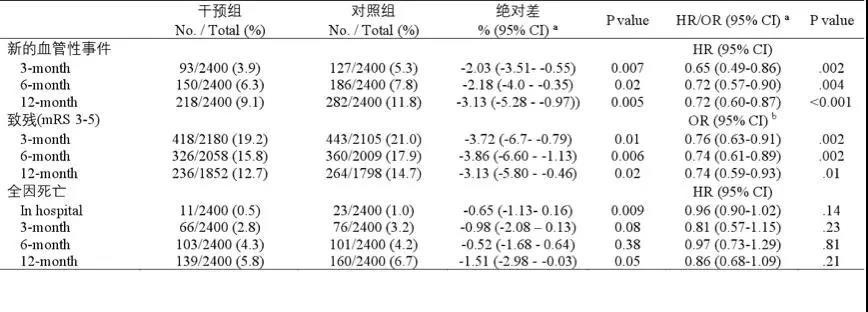 干预组 对照组 绝对差 P value HR/OR (95% CI) a P value
No. / Total (%) No. / Total (%) % (95% CI) a
新的血管性事件 HR (95% CI)
3-month 93/2400 (3.9) 127/2400 (5.3) -2.03 (-3.51- -0.55) 0.007 0.65 (0.49-0.86) .002
6-month 150/2400 (6.3) 186/2400 (7.8) -2.18 (-4.0 - -0.35) 0.02 0.72 (0.57-0.90) .004
12-month 218/2400 (9.1) 282/2400 (11.8) -3.13 (-5.28 - -0.97)) 0.005 0.72 (0.60-0.87) <0.001
致残(mRS 3-5) OR (95% CI) b
3-month 418/2180 (19.2) 443/2105 (21.0) -3.72 (-6.7- -0.79) 0.01 0.76 (0.63-0.91) .002
6-month 326/2058 (15.8) 360/2009 (17.9) -3.86 (-6.60 - -1.13) 0.006 0.74 (0.61-0.89) .002
12-month 236/1852 (12.7) 264/1798 (14.7) -3.13 (-5.80 - -0.46) 0.02 0.74 (0.59-0.93) .01
全因死亡 HR (95% CI)
In hospital 11/2400 (0.5) 23/2400 (1.0) -0.65 (-1.13- 0.16) 0.009 0.96 (0.90-1.02) .14
3-month 66/2400 (2.8) 76/2400 (3.2) -0.98 (-2.08 – 0.13) 0.08 0.81 (0.57-1.15) .23
6-month 103/2400 (4.3) 101/2400 (4.2) -0.52 (-1.68 - 0.64) 0.38 0.97 (0.73-1.29) .81
12-month 139/2400 (5.8) 160/2400 (6.7) -1.51 (-2.98 - -0.03) 0.05 0.86 (0.68-1.09) .21